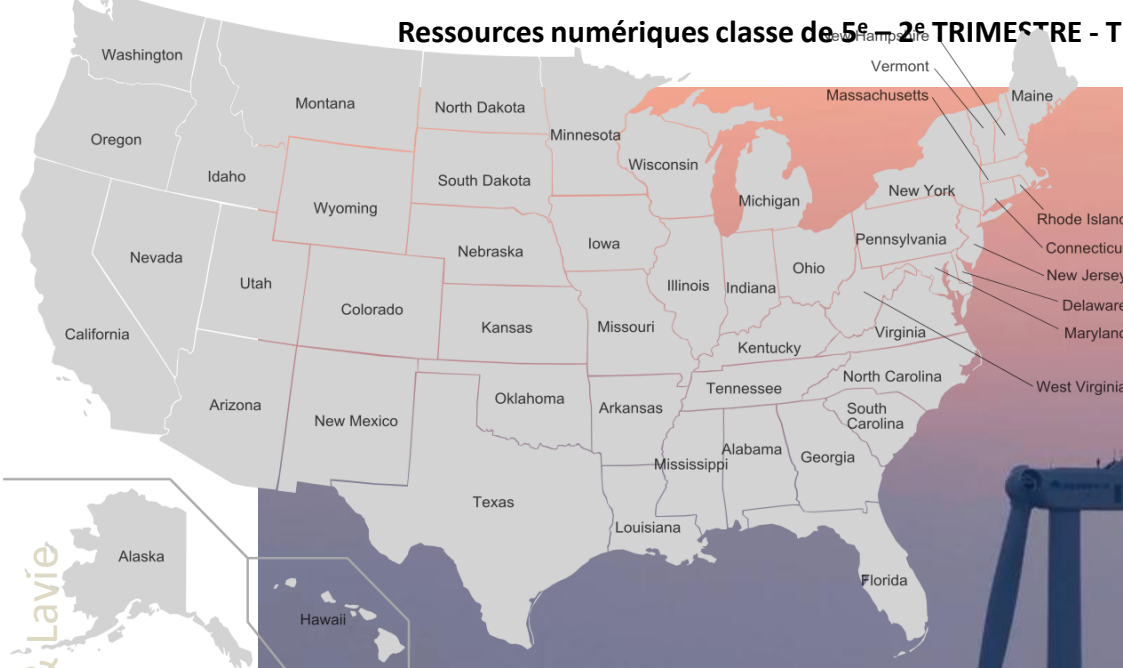 Ressources numériques classe de 5e – 2e TRIMESTRE - T
New Hampshire
Washington
Vermont
Massachusetts
Maine
Montana
North Dakota
Minnesota
Oregon
Wisconsin
Idaho
South Dakota
New York
Michigan
Wyoming
Rhode Island
Pennsylvania
Connecticu
Iowa
Nebraska
Nevada
Ohio
New Jersey
Utah
Illinois
Indiana
Delaware
Colorado
Kansas
Missouri
Virginia
Maryland
California
Kentucky
North Carolina
West Virginia
Tennessee
Oklahoma
Arizona
Arkansas
South
Carolina
New Mexico
Alabama
Georgia
Mississippi
Texas
Louisiana
Alaska
Florida
Hawaii
& Lavie